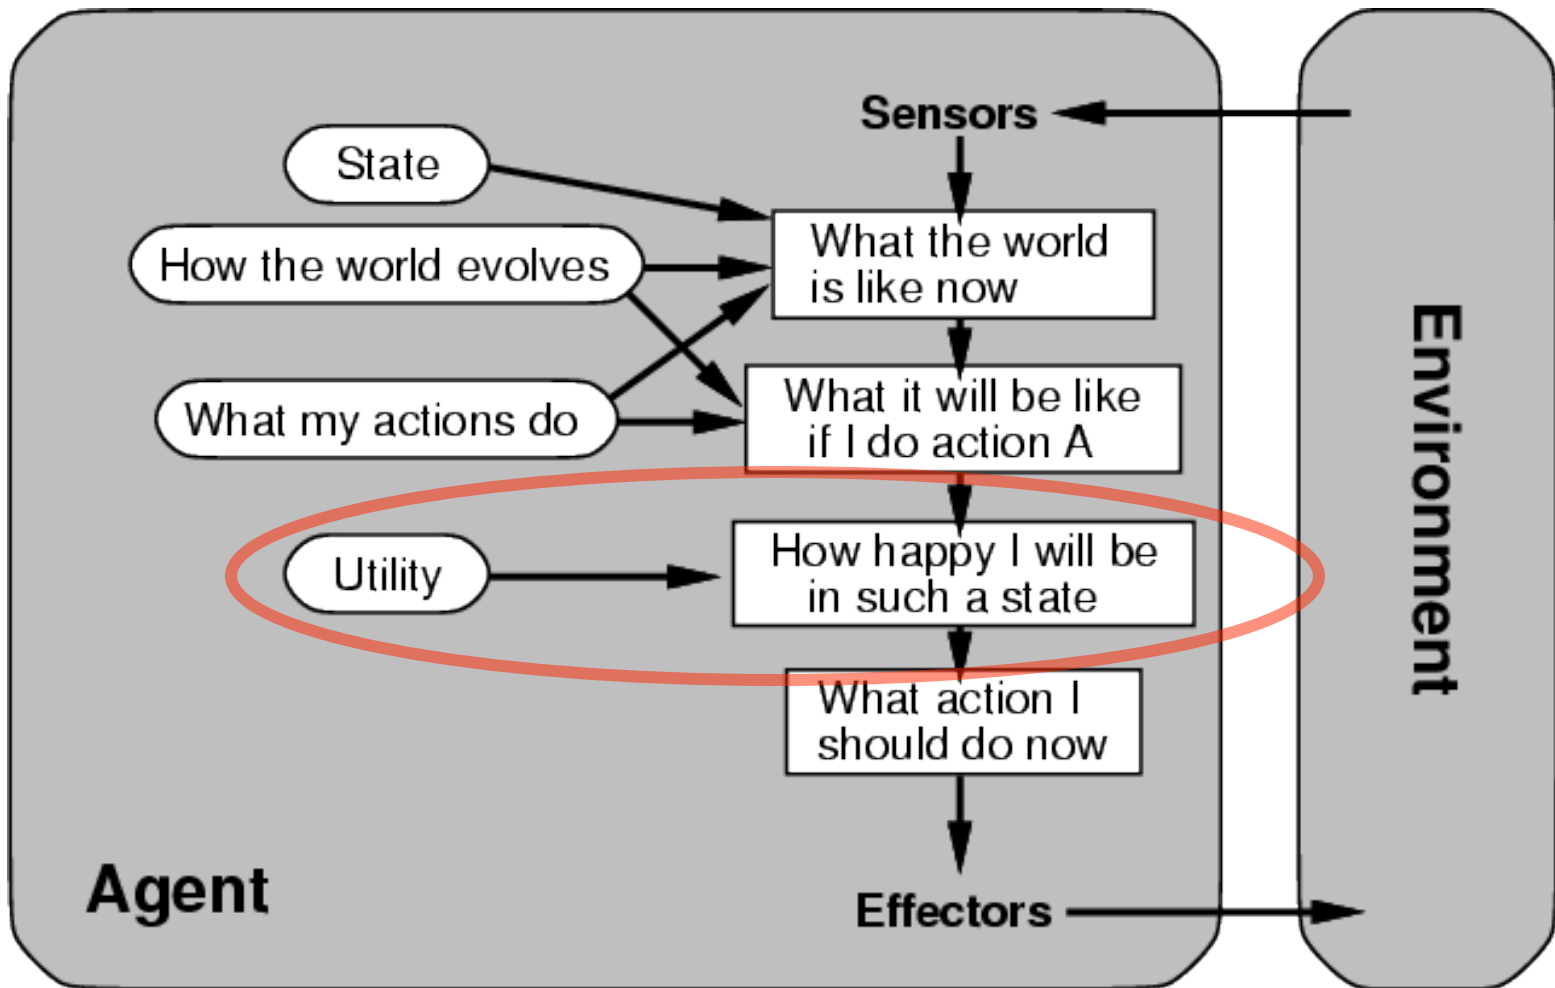 Sensors
State
What the world
is like now
How the world evolves
What it will be like
if I do action A
What my actions do
How happy I will be
in such a state
Utility
What action I
should do now
Agent
Effectors
Environment